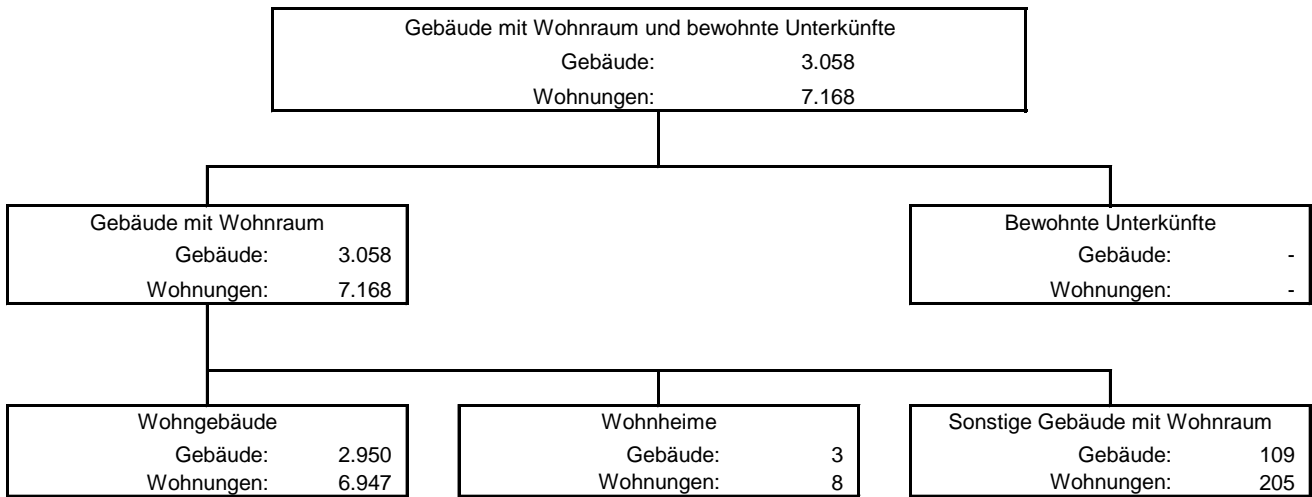 Gebäude mit Wohnraum und bewohnte Unterkünfte
Gebäude: 3.058
Wohnungen: 7.168
Gebäude mit Wohnraum
Gebäude: 3.058
Wohnungen: 7.168
Bewohnte Unterkünfte
Gebäude: -
Wohnungen: -
Wohngebäude
Gebäude: 2.950
Wohnungen: 6.947
Wohnheime
Gebäude: 3
Wohnungen: 8
Sonstige Gebäude mit Wohnraum
Gebäude: 109
Wohnungen: 205